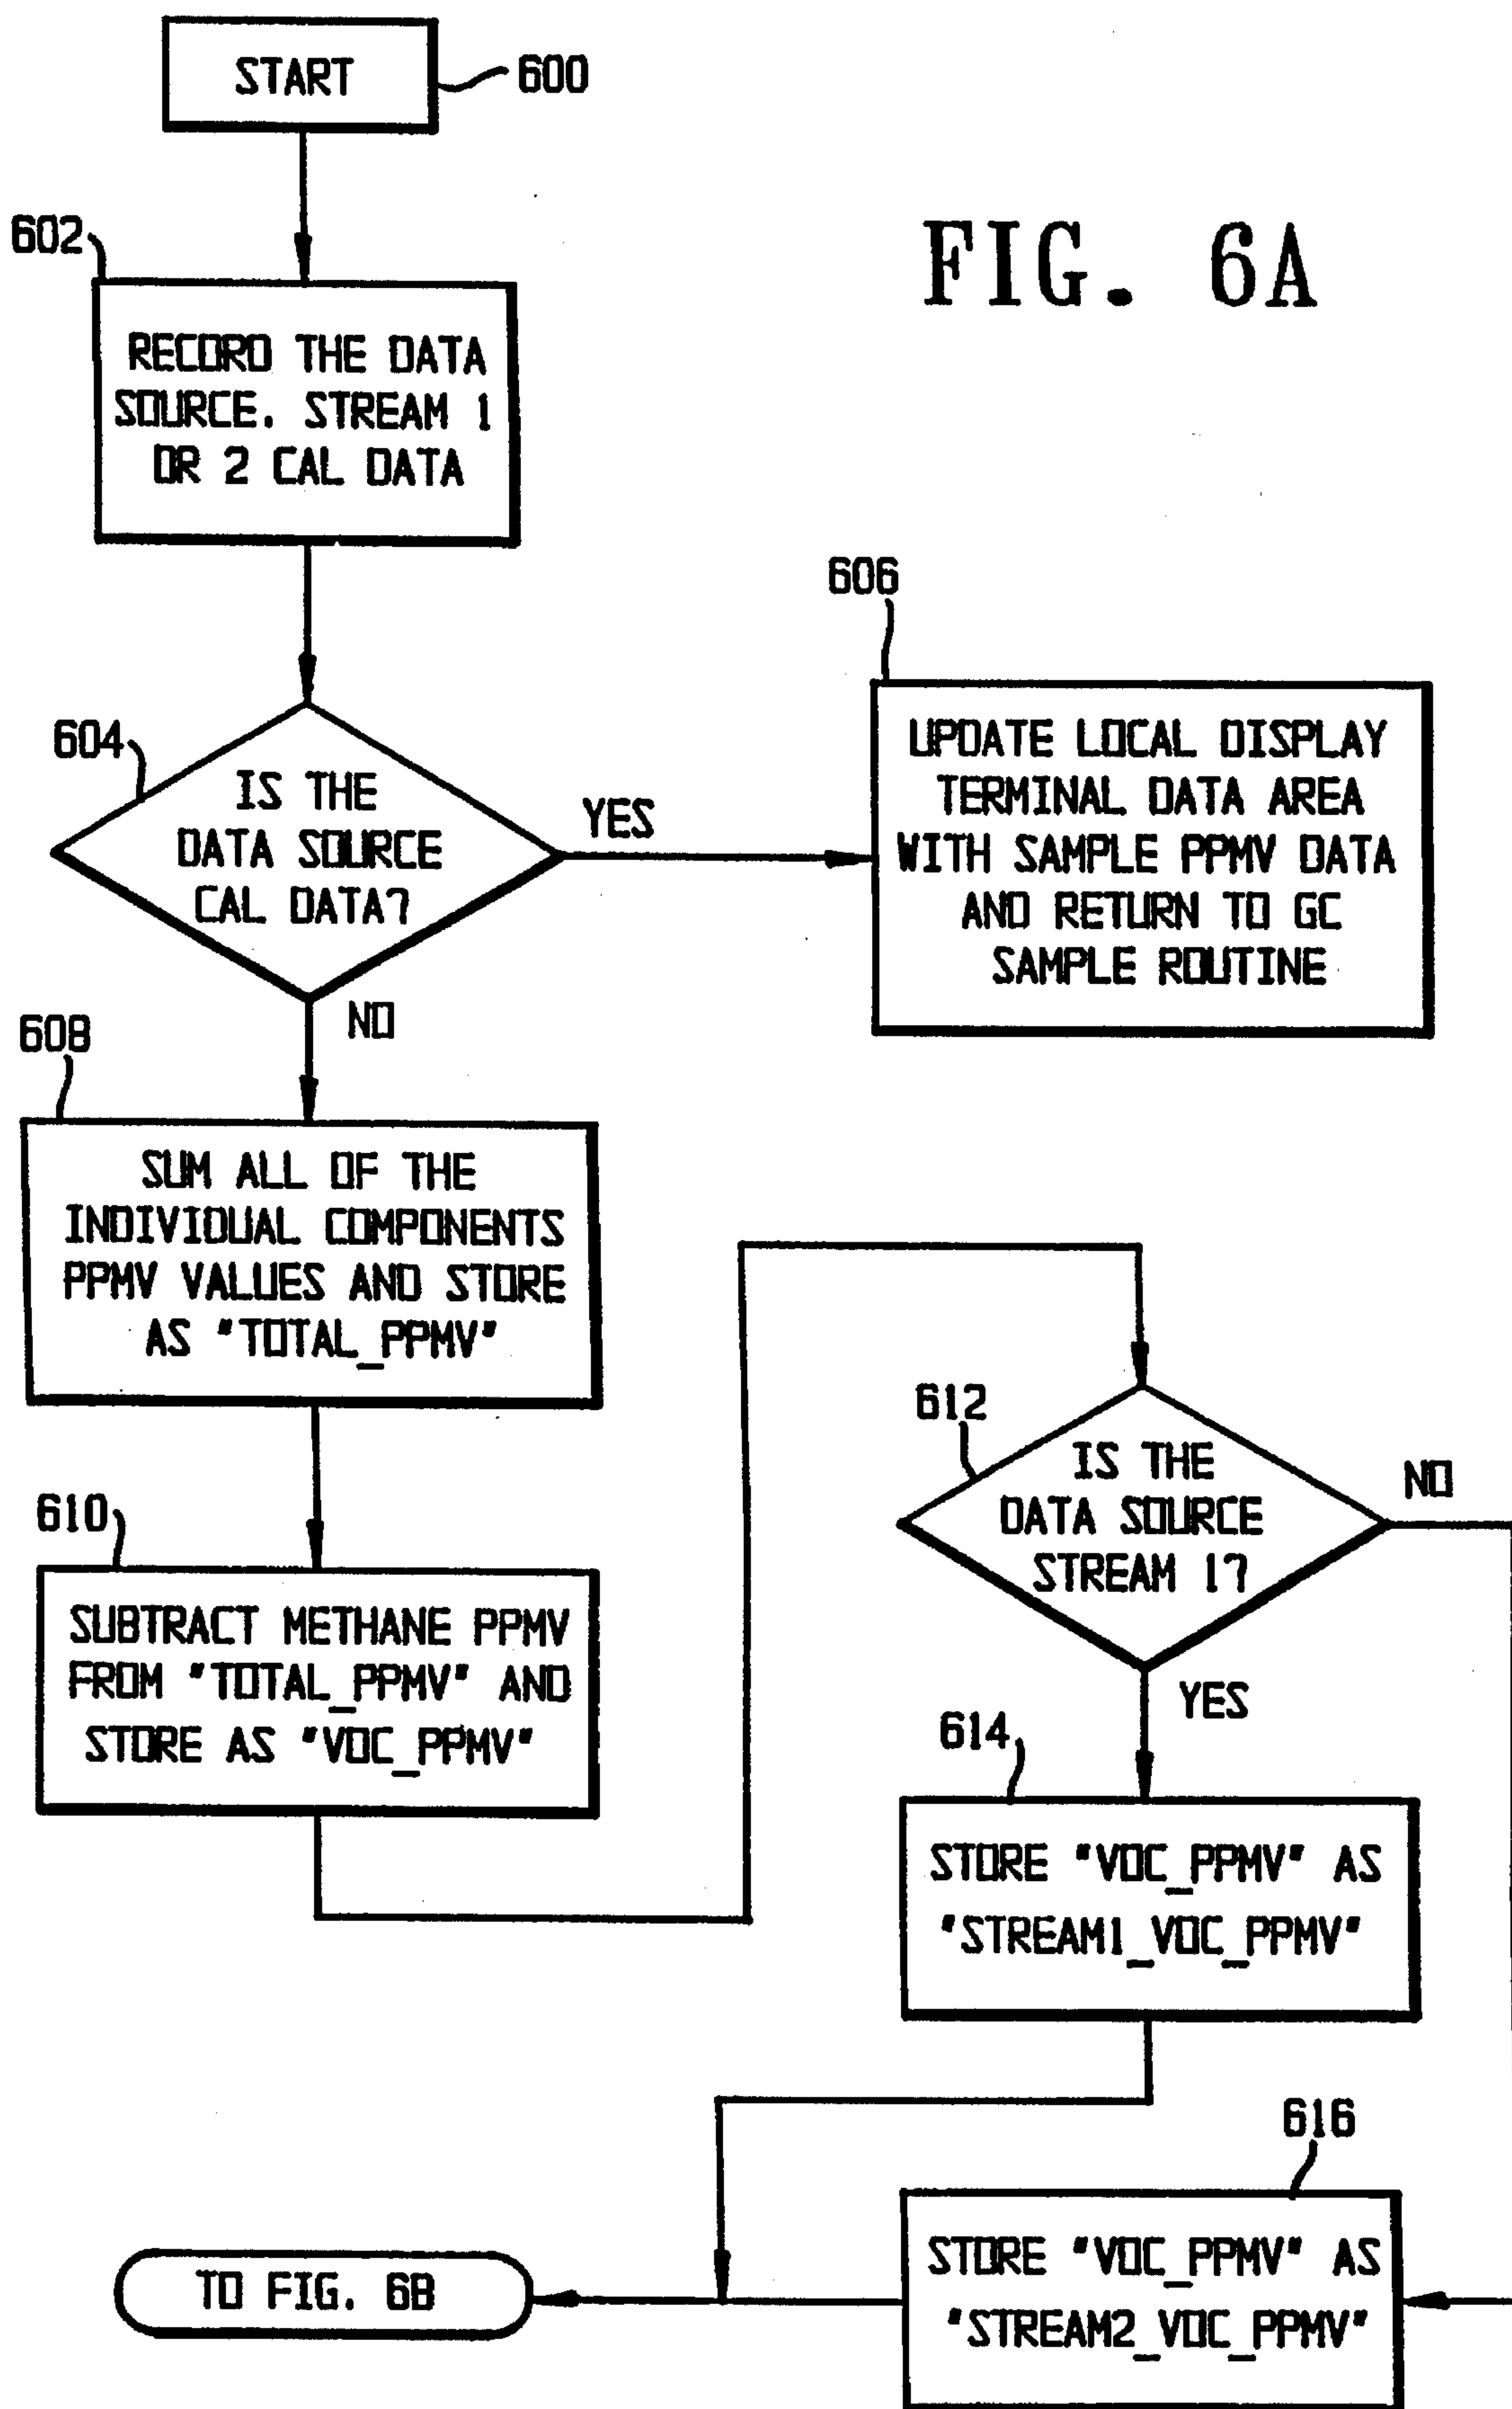 START
600
FIG. 6A
602
RECORD THE DATA
SOURCE. STREAM 1
OR 2 CAL DATA
604
IS THE
DATA SOURCE
CAL DATA?
YES
NO
606
UPDATE LOCAL DISPLAY
TERMINAL DATA AREA
WITH SAMPLE PPMV DATA
AND RETURN TO GC
SAMPLE ROUTINE
608
SUM ALL OF THE
INDIVIDUAL COMPONENTS
PPMV VALUES AND STORE
AS "TOTAL_PPMV"
610
SUBTRACT METHANE PPMV
FROM "TOTAL_PPMV" AND
STORE AS "VOC_PPMV"
612
IS THE
DATA SOURCE
STREAM 1?
NO
YES
614
STORE "VOC_PPMV" AS
"STREAM1_VOC_PPMV"
616
STORE "VOC_PPMV" AS
"STREAM2_VOC_PPMV"
TO FIG. 6B